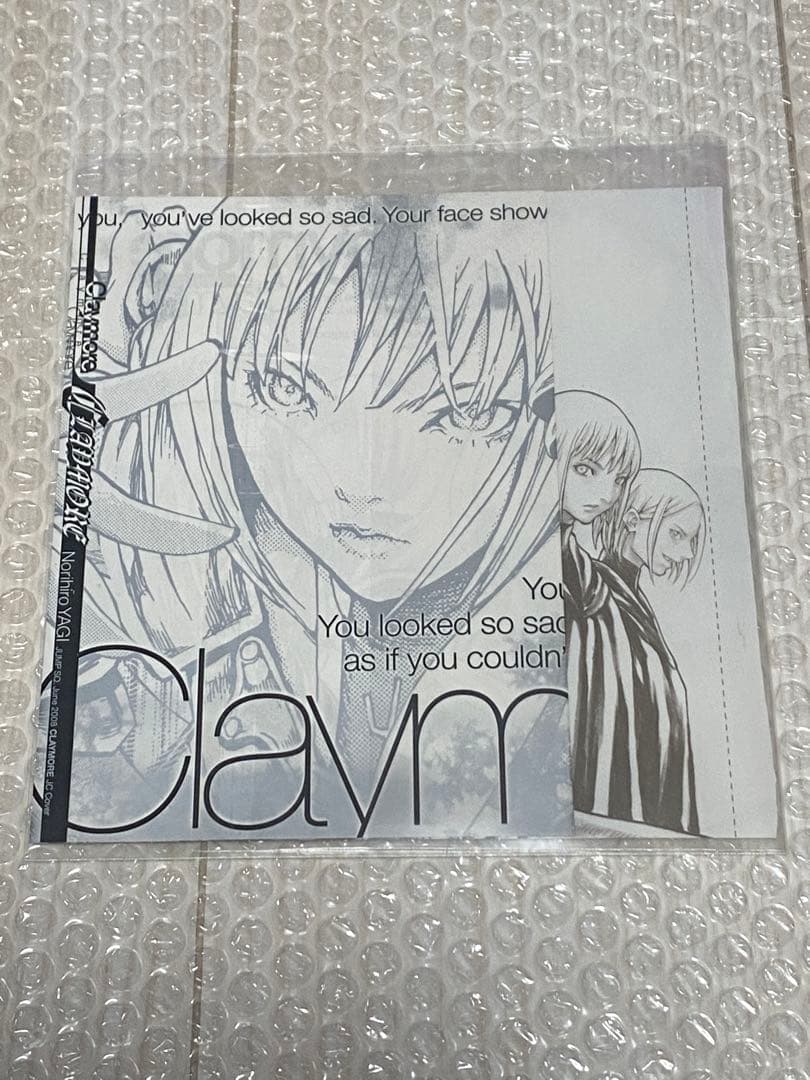 you, you've looked so sad. Your face show
Claymore
CLAYMORE
Norihiro YAGI
JUMP SQ. June 2008 CLAYMORE JC Cover
You
You looked so sad
as if you couldn'
Claym